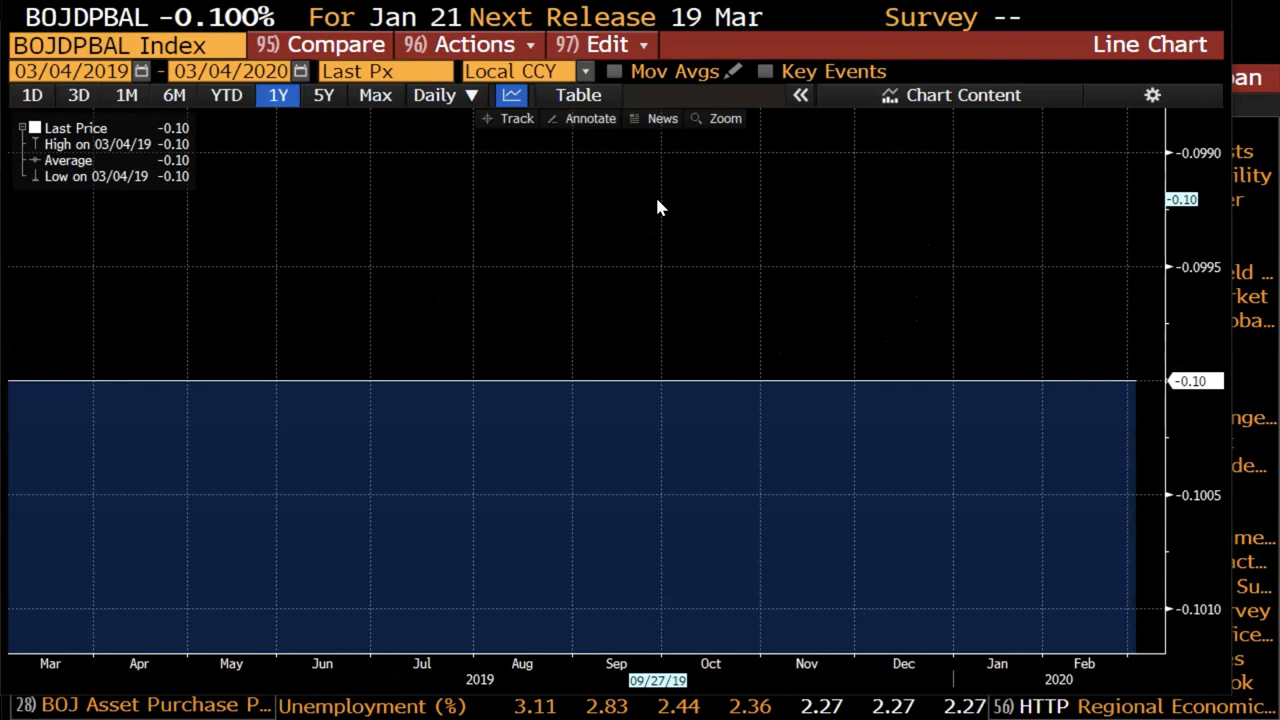 BOJDPBAL -0.100% For Jan 21 Next Release 19 Mar Survey --
BOJDPBAL Index 95) Compare 96) Actions 97) Edit Line Chart
03/04/2019 - 03/04/2020 Last Px Local CCY Mov Avgs Key Events
1D 3D 1M 6M YTD 1Y 5Y Max Daily ▼ Table « Chart Content
Track Annotate News Zoom
Last Price -0.10
High on 03/04/19 -0.10
Average -0.10
Low on 03/04/19 -0.10
-0.0990
-0.10
-0.0995
-0.10
-0.1005
-0.1010
Mar Apr May Jun Jul Aug Sep Oct Nov Dec Jan Feb
2019 09/27/19 2020
28) BOJ Asset Purchase P... Unemployment (%) 3.11 2.83 2.44 2.36 2.27 2.27 2.27 56) HTTP Regional Economic...